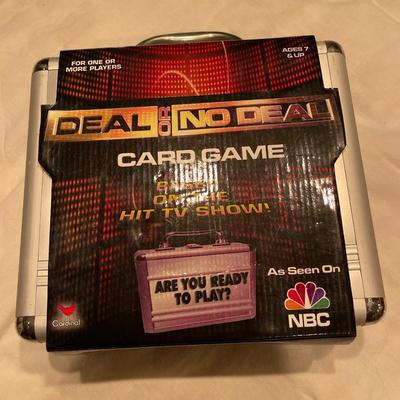 FOR ONE OR
MORE PLAYERS
AGES 7
& UP
DEAL OR NO DEAL
CARD GAME
BASED
ON THE
HIT TV SHOW!
ARE YOU READY
TO PLAY?
As Seen On
NBC
Cardinal